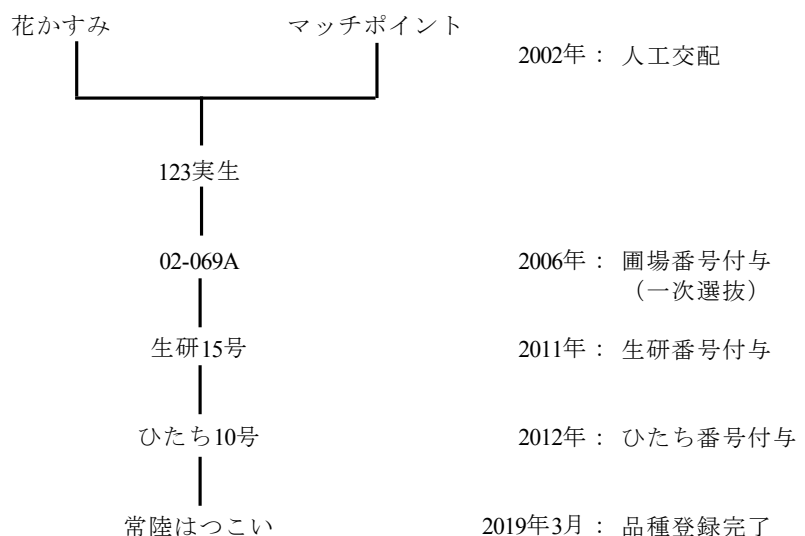 花かすみ
マッチポイント
2002年： 人工交配
123実生
02-069A
2006年： 圃場番号付与
（一次選抜）
生研15号
2011年： 生研番号付与
ひたち10号
2012年： ひたち番号付与
常陸はつこい
2019年3月： 品種登録完了